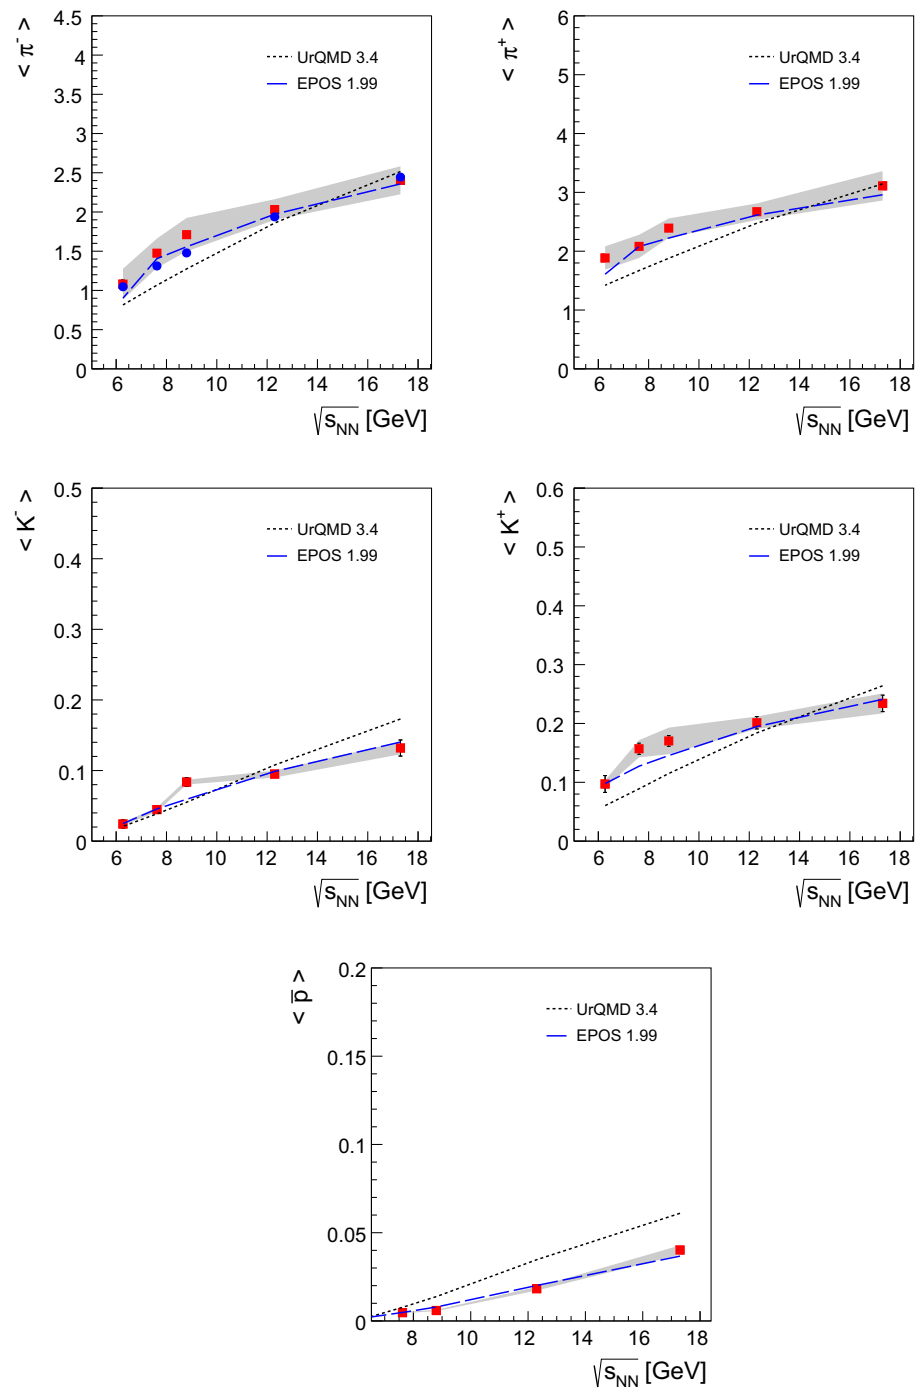 < π⁻ >
4.5
4
3.5
3
2.5
2
1.5
1
0.5
0
UrQMD 3.4
EPOS 1.99
6 8 10 12 14 16 18
√s_NN [GeV]
< π⁺ >
6
5
4
3
2
1
0
UrQMD 3.4
EPOS 1.99
6 8 10 12 14 16 18
√s_NN [GeV]
< K⁻ >
0.5
0.4
0.3
0.2
0.1
0
UrQMD 3.4
EPOS 1.99
6 8 10 12 14 16 18
√s_NN [GeV]
< K⁺ >
0.6
0.5
0.4
0.3
0.2
0.1
0
UrQMD 3.4
EPOS 1.99
6 8 10 12 14 16 18
√s_NN [GeV]
< p̅ >
0.2
0.15
0.1
0.05
0
UrQMD 3.4
EPOS 1.99
8 10 12 14 16 18
√s_NN [GeV]